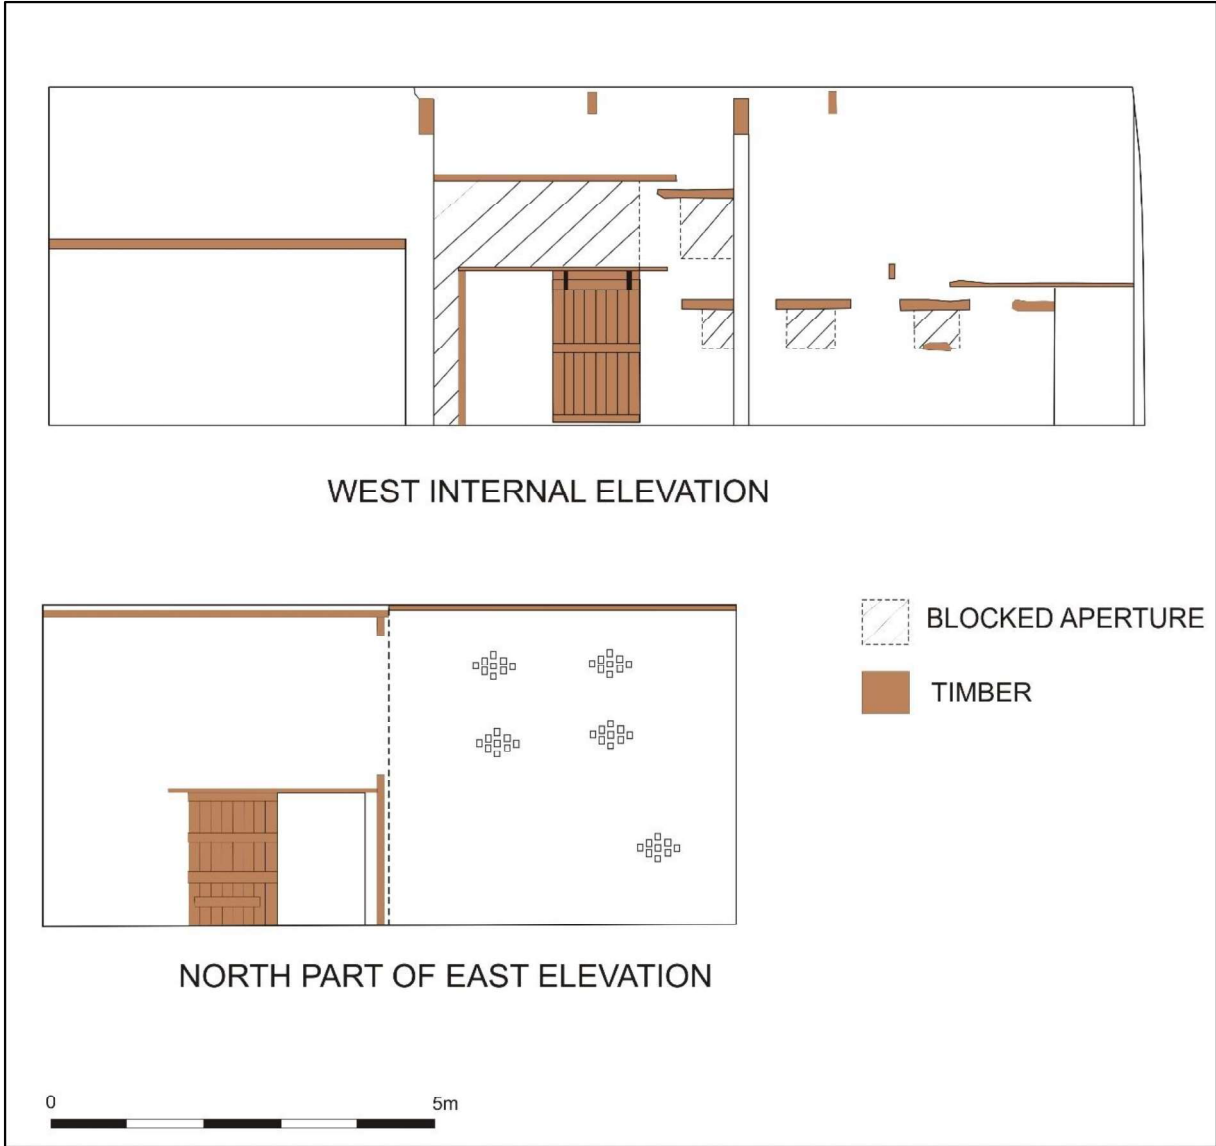 WEST INTERNAL ELEVATION
BLOCKED APERTURE
TIMBER
NORTH PART OF EAST ELEVATION
0 5m